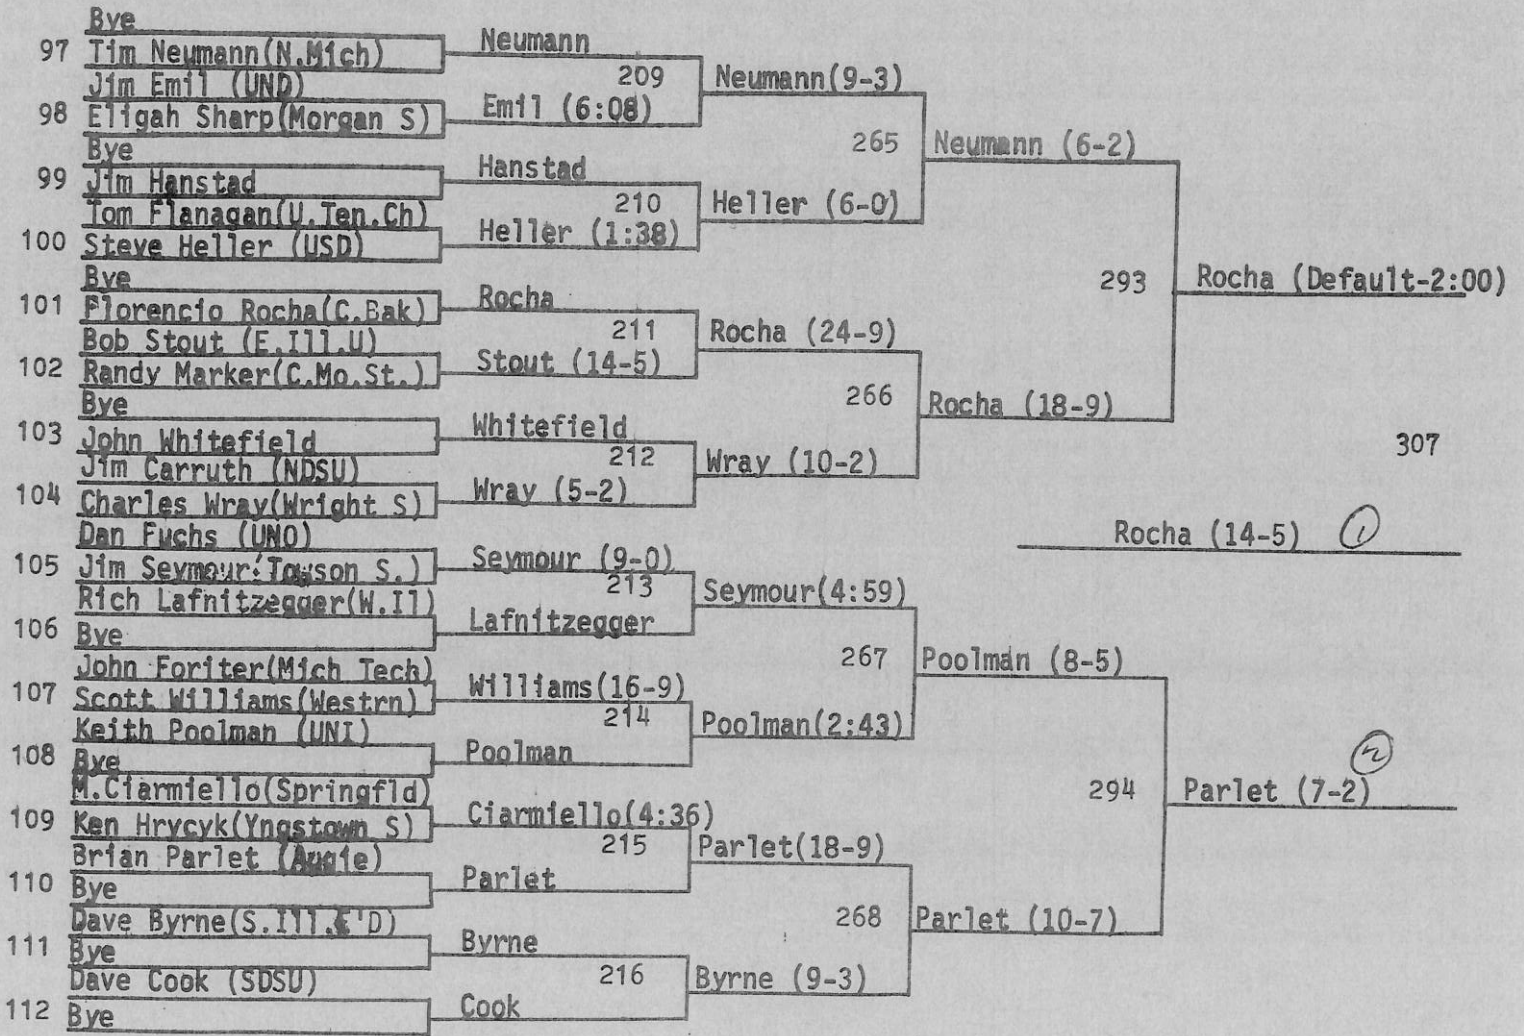 Bye
97 Tim Neumann(N.Mich)
Neumann
209
Neumann(9-3)
Jim Emil (UND)
98 Eligah Sharp(Morgan S)
Emil (6:08)
265
Neumann (6-2)
Bye
99 Jim Hanstad
Hanstad
210
Heller (6-0)
Tom Flanagan(U.Ten.Ch)
100 Steve Heller (USD)
Heller (1:38)
293
Rocha (Default-2:00)
Bye
101 Florencio Rocha(C.Bak)
Rocha
211
Rocha (24-9)
Bob Stout (E.Ill.U)
102 Randy Marker(C.Mo.St.)
Stout (14-5)
266
Rocha (18-9)
Bye
103 John Whitefield
Whitefield
212
Wray (10-2)
Jim Carruth (NDSU)
104 Charles Wray(Wright S)
Wray (5-2)
307
Rocha (14-5) 1
Dan Fuchs (UNO)
105 Jim Seymour(Towson S.)
Seymour (9-0)
213
Seymour(4:59)
Rich Lafnitzegger(W.Il)
106 Bye
Lafnitzegger
267
Poolman (8-5)
John Foriter(Mich Tech)
107 Scott Williams(Westrn)
Williams(16-9)
214
Poolman(2:43)
Keith Poolman (UNI)
108 Bye
Poolman
294
Parlet (7-2) 2
M.Ciarmiello(Springfld)
109 Ken Hrycyk(Yngstown S)
Ciarmiello(4:36)
215
Parlet(18-9)
Brian Parlet (Augie)
110 Bye
Parlet
268
Parlet (10-7)
Dave Byrne(S.Ill.E'D)
111 Bye
Byrne
216
Byrne (9-3)
Dave Cook (SDSU)
112 Bye
Cook